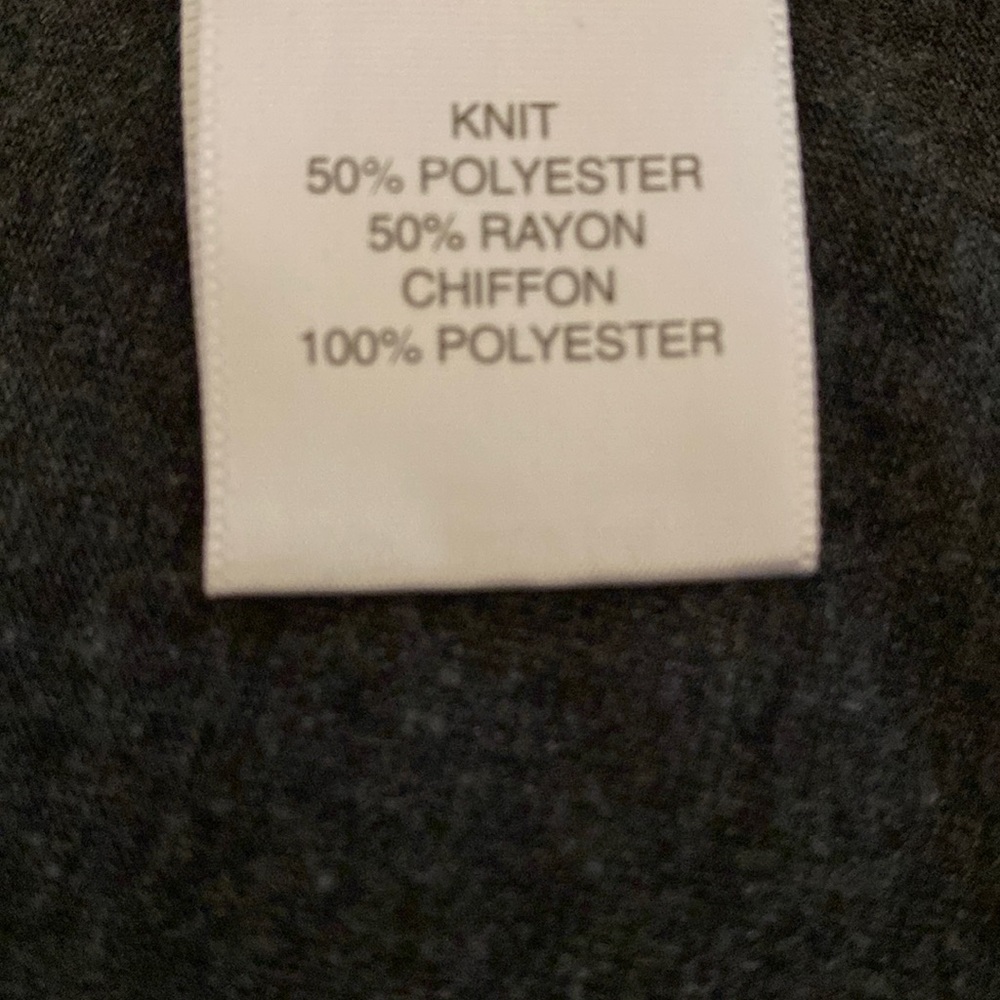 KNIT
50% POLYESTER
50% RAYON
CHIFFON
100% POLYESTER